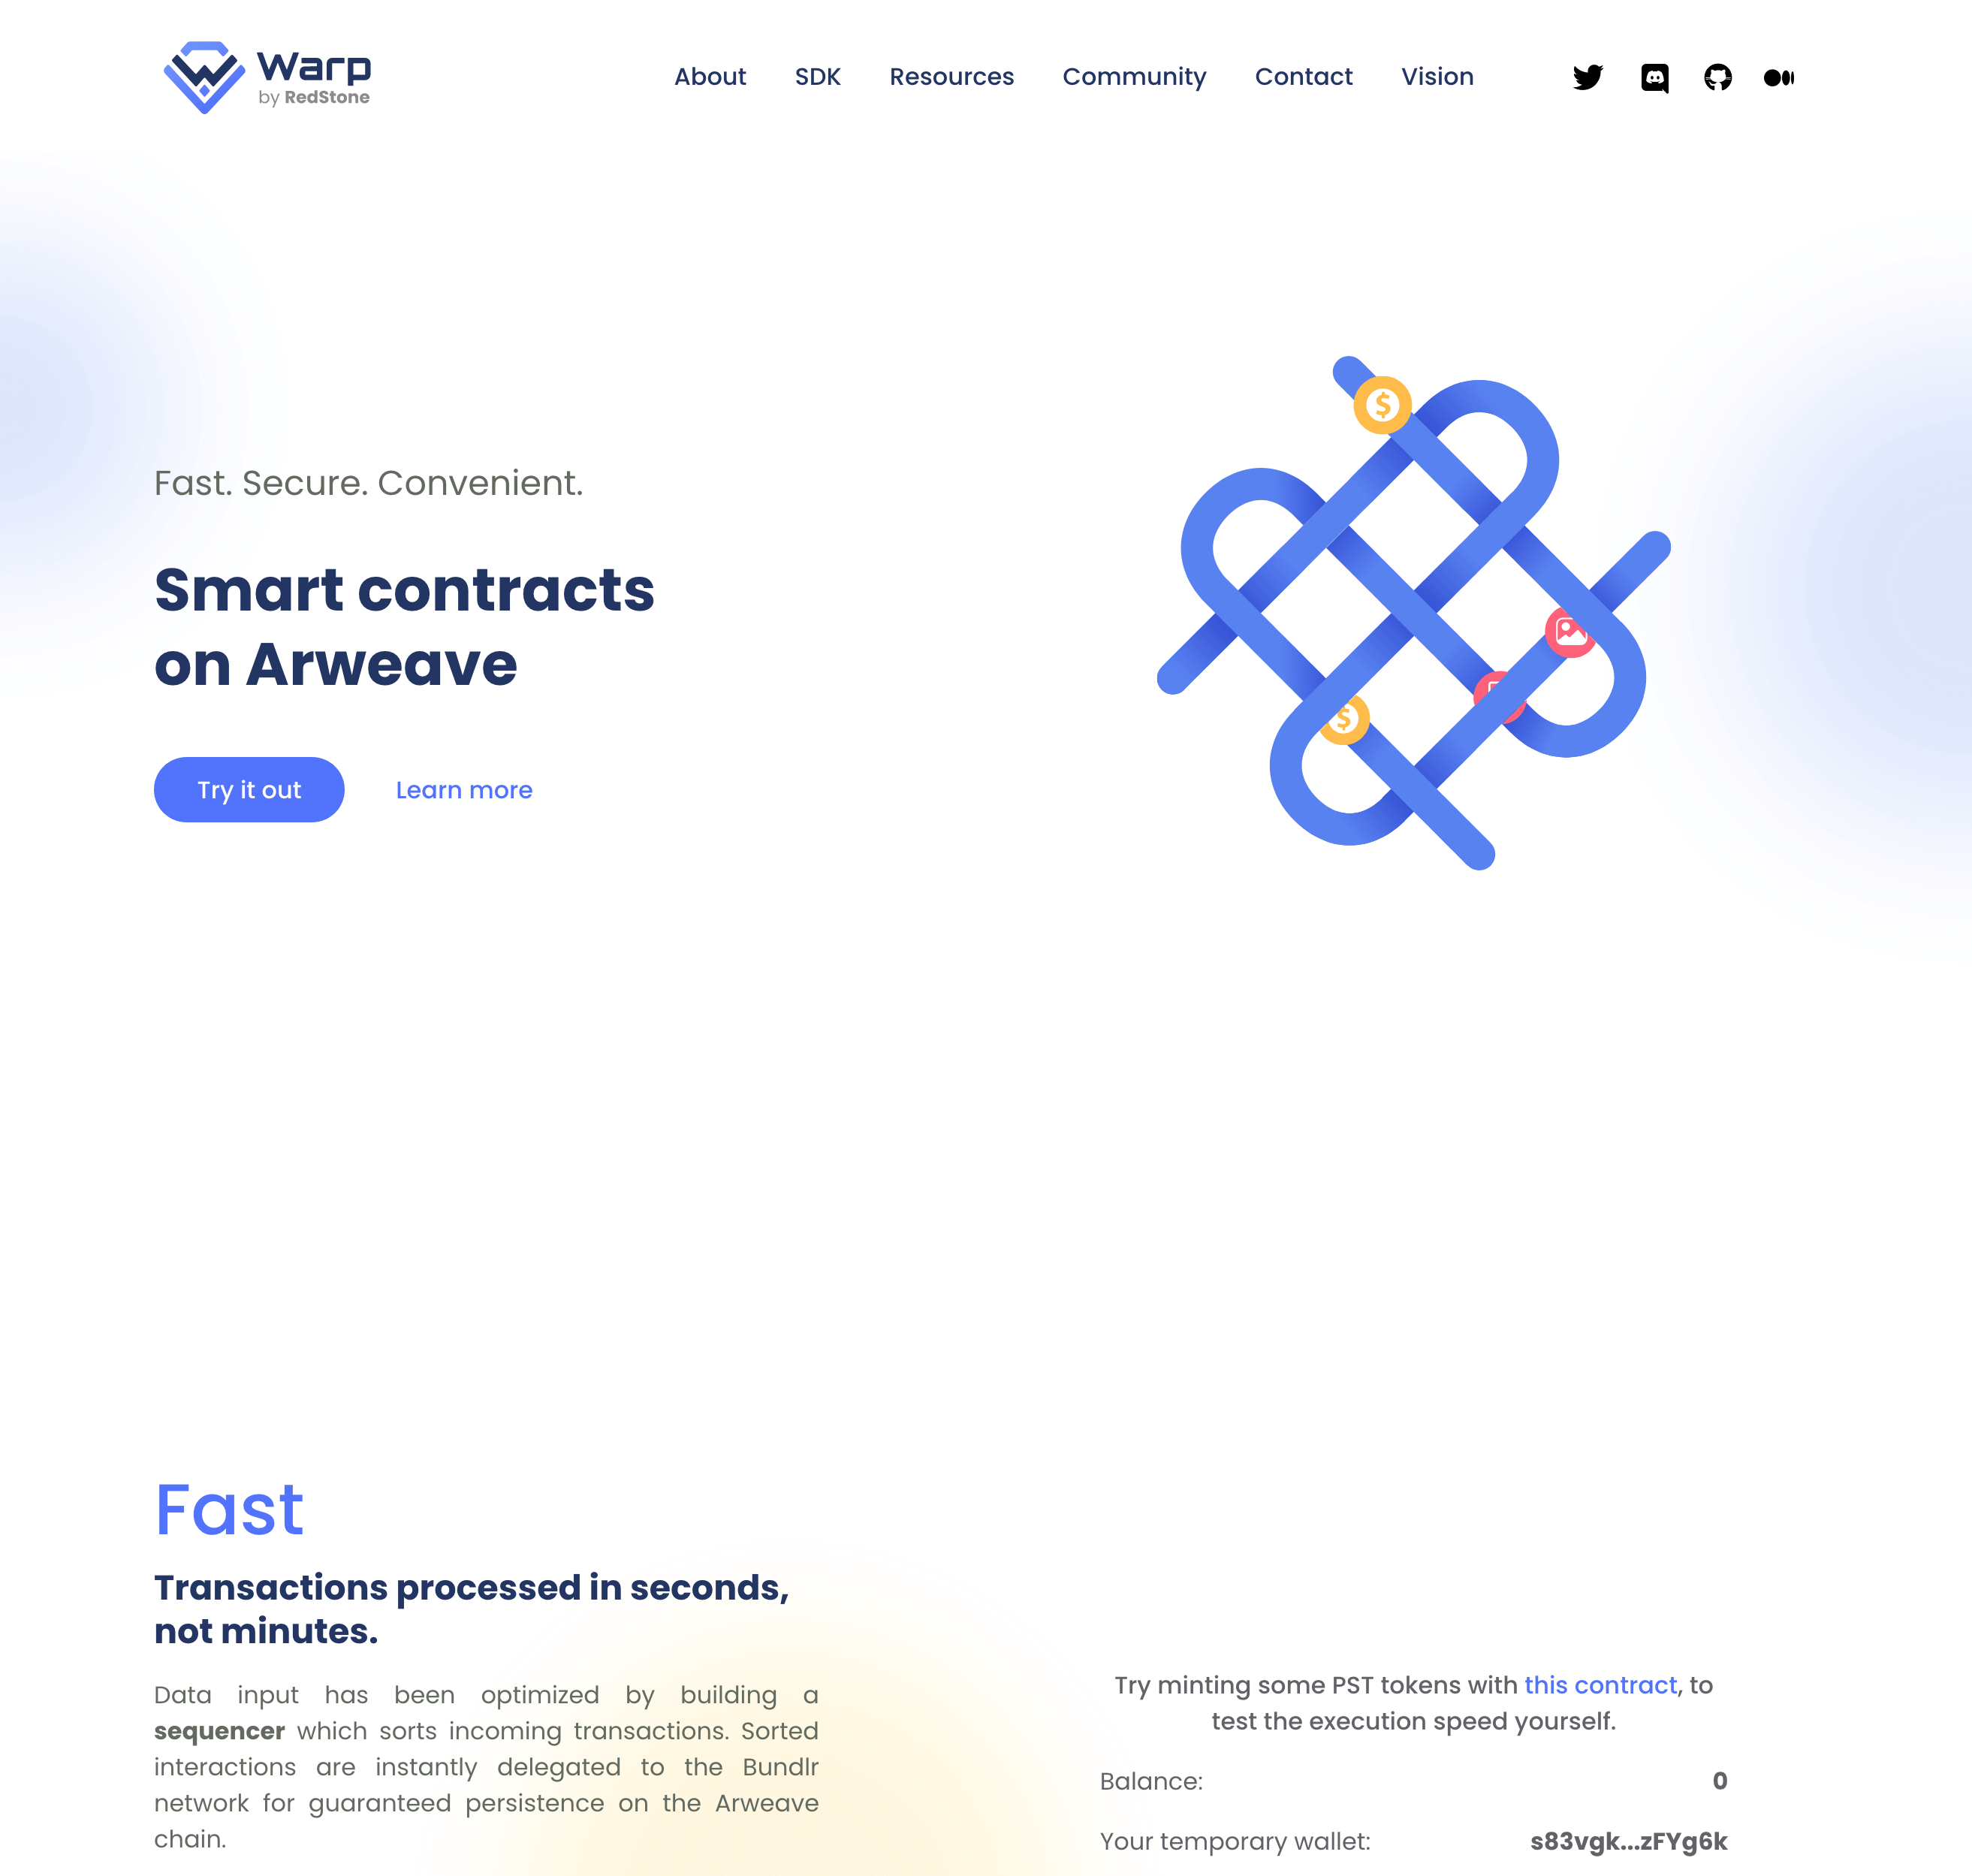 Warp
by RedStone
About SDK Resources Community Contact Vision
Fast. Secure. Convenient.
Smart contracts
on Arweave
Try it out Learn more
$
$
Fast
Transactions processed in seconds,
not minutes.
Data input has been optimized by building a
sequencer which sorts incoming transactions. Sorted
interactions are instantly delegated to the Bundlr
network for guaranteed persistence on the Arweave
chain.
Try minting some PST tokens with this contract, to
test the execution speed yourself.
Balance: 0
Your temporary wallet: s83vgk...zFYg6k